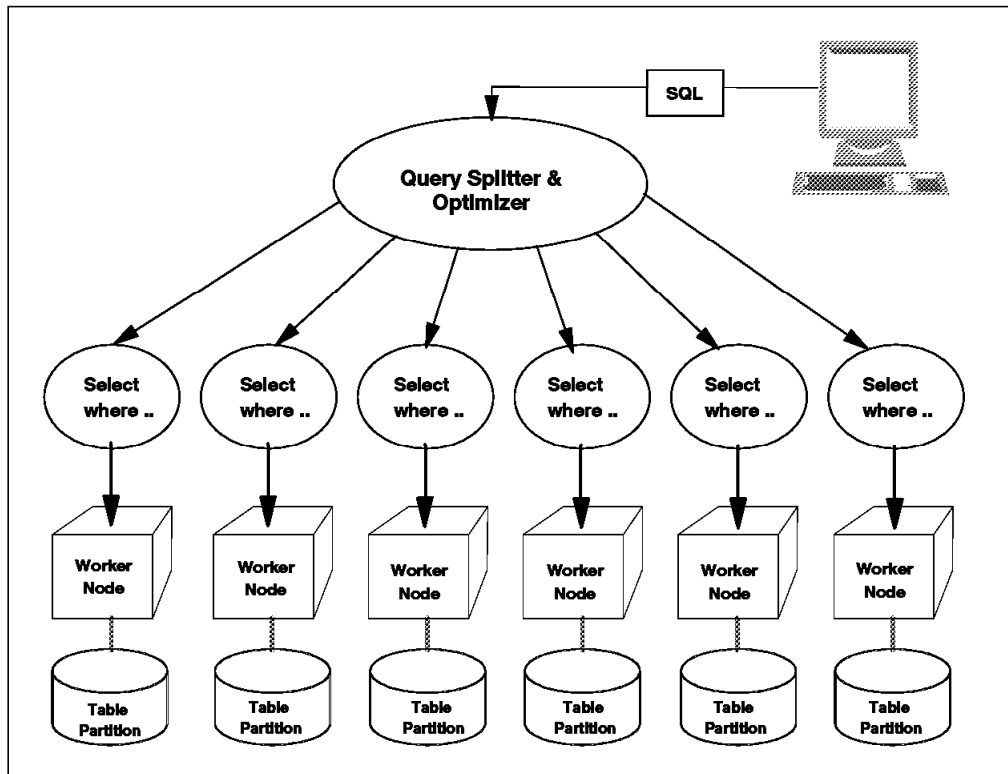 SQL
Query Splitter &
Optimizer
Select
where ..
Select
where ..
Select
where ..
Select
where ..
Select
where ..
Select
where ..
Worker
Node
Worker
Node
Worker
Node
Worker
Node
Worker
Node
Worker
Node
Table
Partition
Table
Partition
Table
Partition
Table
Partition
Table
Partition
Table
Partition